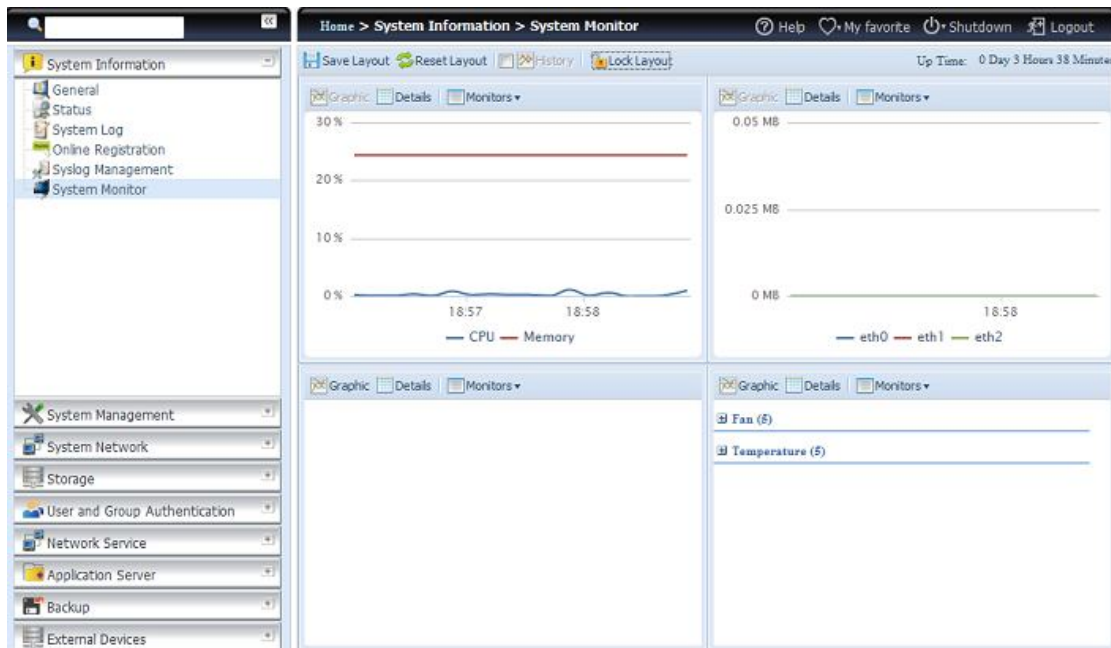 Home > System Information > System Monitor
Help My favorite Shutdown Logout
System Information
General
Status
System Log
Online Registration
Syslog Management
System Monitor
System Management
System Network
Storage
User and Group Authentication
Network Service
Application Server
Backup
External Devices
Save Layout Reset Layout History Lock Layout
Up Time: 0 Day 3 Hours 38 Minute
Graphic Details Monitors
30 %
20 %
10 %
0 %
18:57 18:58
CPU Memory
Graphic Details Monitors
0.05 MB
0.025 MB
0 MB
18:58
eth0 eth1 eth2
Graphic Details Monitors
Graphic Details Monitors
Fan (5)
Temperature (5)